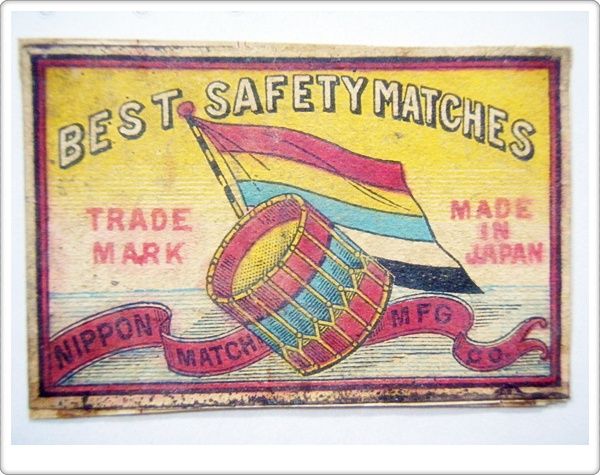 BEST SAFETY MATCHES
TRADE
MARK
MADE
IN
JAPAN
NIPPON MATCH MFG CO.